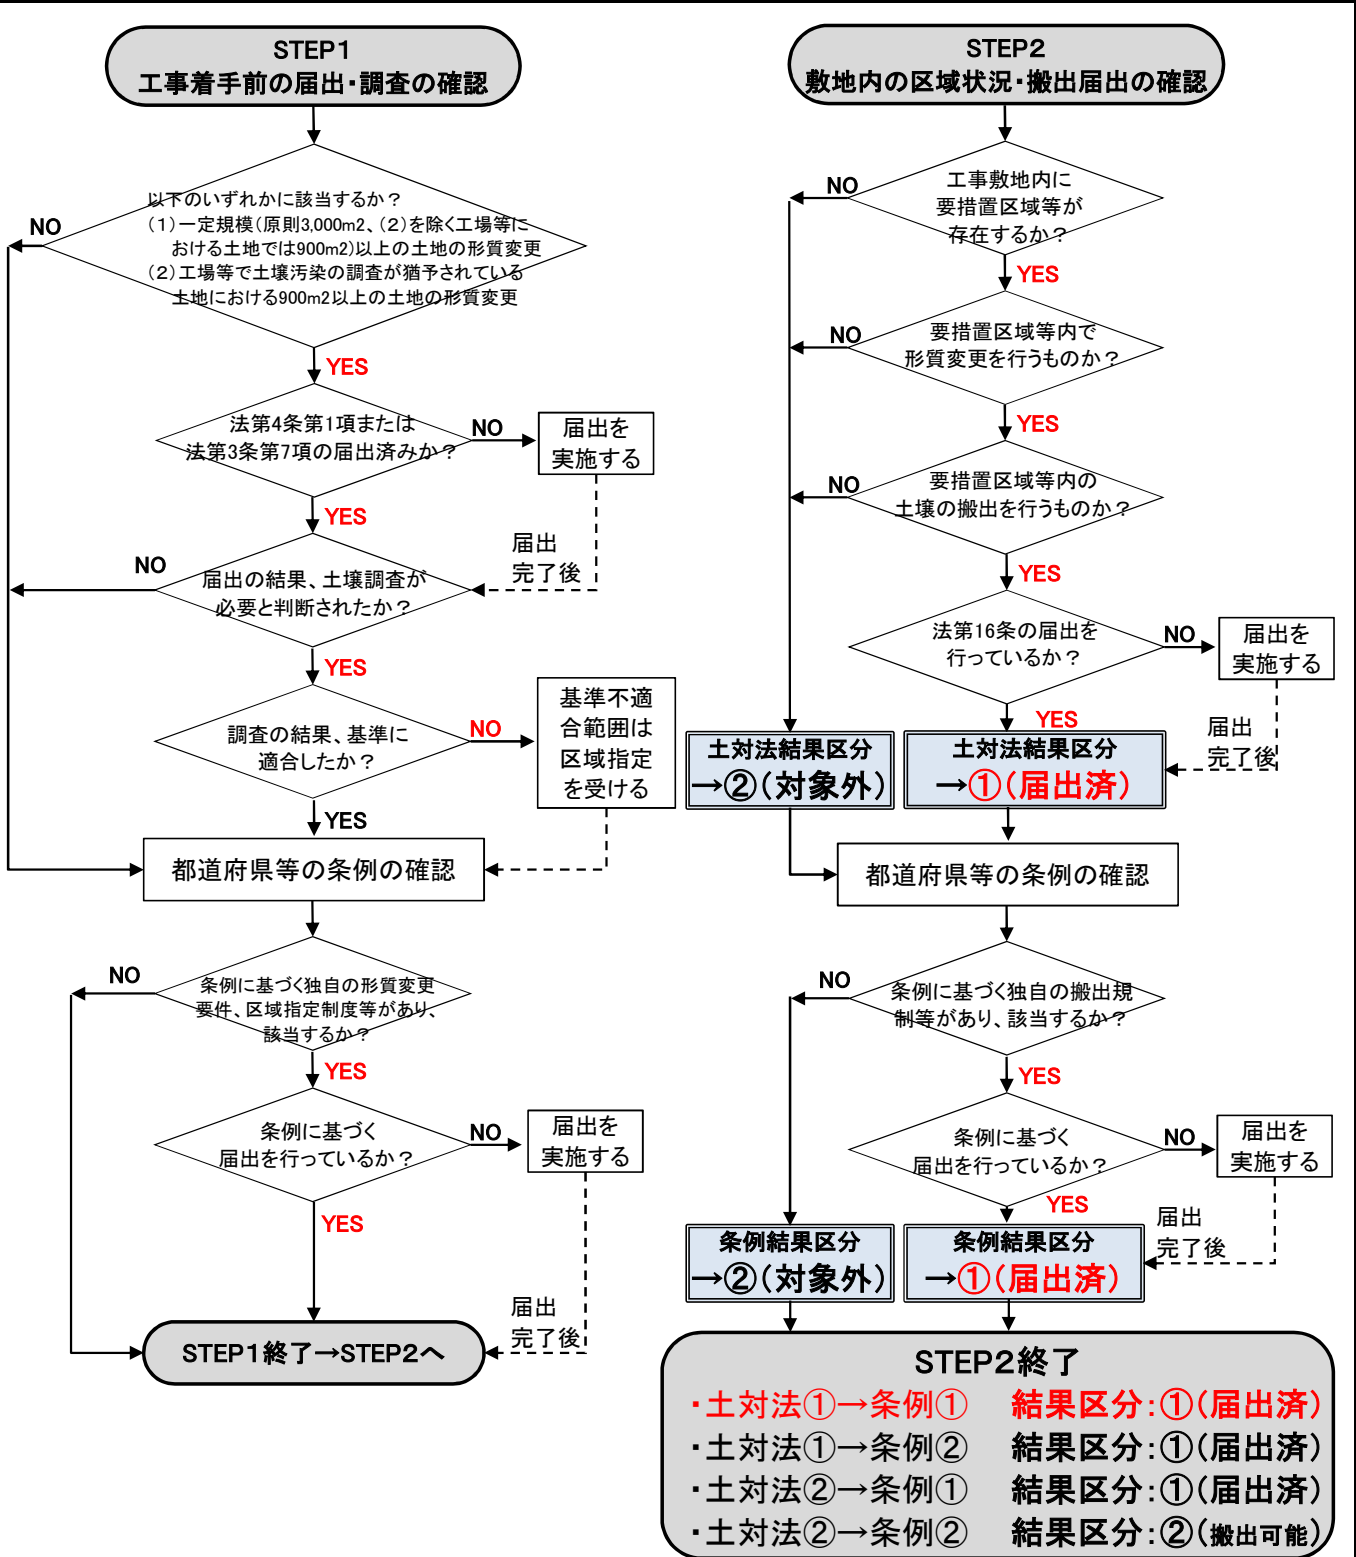 STEP1
工事着手前の届出・調査の確認
以下のいずれかに該当するか？
(1)一定規模(原則3,000m2、(2)を除く工場等に
おける土地では900m2)以上の土地の形質変更
(2)工場等で土壌汚染の調査が猶予されている
土地における900m2以上の土地の形質変更
NO
YES
法第4条第1項または
法第3条第7項の届出済みか？
NO
届出を
実施する
YES
届出
完了後
届出の結果、土壌調査が
必要と判断されたか？
NO
YES
調査の結果、基準に
適合したか？
NO
基準不適
合範囲は
区域指定
を受ける
YES
都道府県等の条例の確認
条例に基づく独自の形質変更
要件、区域指定制度等があり、
該当するか？
NO
YES
条例に基づく
届出を行っているか？
NO
届出を
実施する
YES
届出
完了後
STEP1終了→STEP2へ
STEP2
敷地内の区域状況・搬出届出の確認
工事敷地内に
要措置区域等が
存在するか？
NO
YES
要措置区域等内で
形質変更を行うものか？
NO
YES
要措置区域等内の
土壌の搬出を行うものか？
NO
YES
法第16条の届出を
行っているか？
NO
届出を
実施する
YES
届出
完了後
土対法結果区分
→②(対象外)
土対法結果区分
→①(届出済)
都道府県等の条例の確認
条例に基づく独自の搬出規
制等があり、該当するか？
NO
YES
条例に基づく
届出を行っているか？
NO
届出を
実施する
YES
届出
完了後
条例結果区分
→②(対象外)
条例結果区分
→①(届出済)
STEP2終了
・土対法①→条例① 結果区分:①(届出済)
・土対法①→条例② 結果区分:①(届出済)
・土対法②→条例① 結果区分:①(届出済)
・土対法②→条例② 結果区分:②(搬出可能)